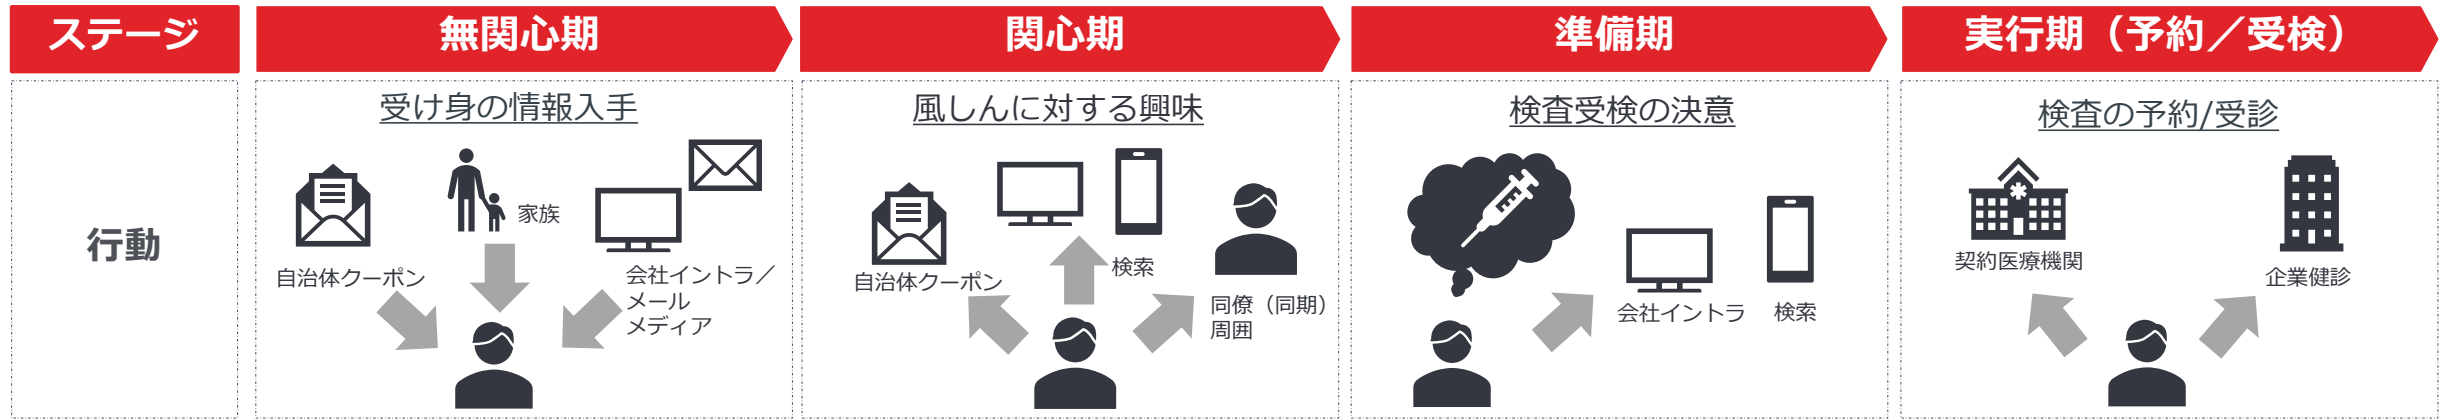 ステージ
無関心期
関心期
準備期
実行期（予約／受検）
行動
受け身の情報入手
自治体クーポン
家族
会社イントラ／
メール
メディア
風しんに対する興味
自治体クーポン
検索
同僚（同期）
周囲
検査受検の決意
会社イントラ
検索
検査の予約/受診
契約医療機関
企業健診